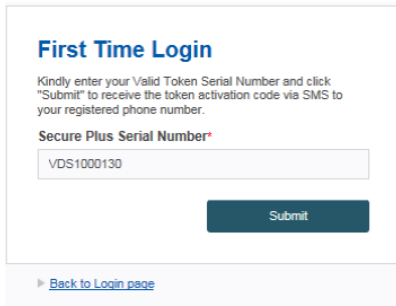 First Time Login
Kindly enter your Valid Token Serial Number and click
"Submit" to receive the token activation code via SMS to
your registered phone number.
Secure Plus Serial Number*
VDS1000130
Submit
Back to Login page